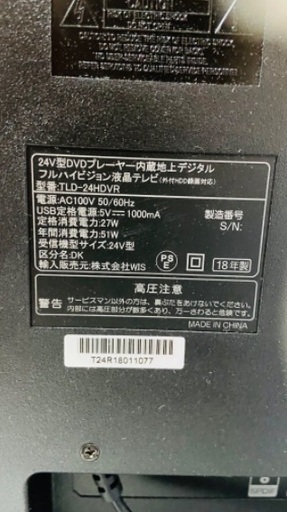 24V型DVDプレーヤー内蔵地上デジタル
フルハイビジョン液晶テレビ(外付HDD録画対応)
型番:TLD-24HDVR
電源:AC100V 50/60Hz
USB定格電源:5V⎓1000mA
定格消費電力:27W
年間消費電力:51W
受信機型サイズ:24V型
区分名:DK
輸入販売元:株式会社WIS
製造番号:
S/N:
PS
E
18年製
高圧注意
警告
サービスマン以外の方は、裏ぶたをあけないでください。
内部には高圧部分が数多くあり、万一さわると危険です。
MADE IN CHINA
T24R18011077
SPDIF